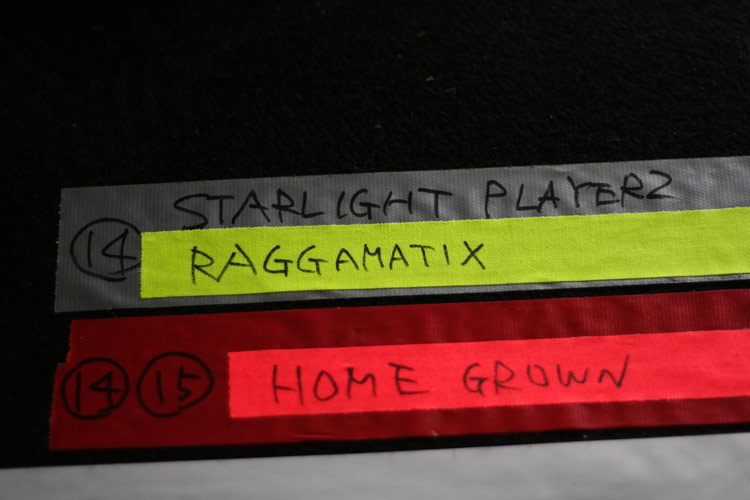 STARLIGHT PLAYERZ
⑭ RAGGAMATIX
⑭ ⑮ HOME GROWN